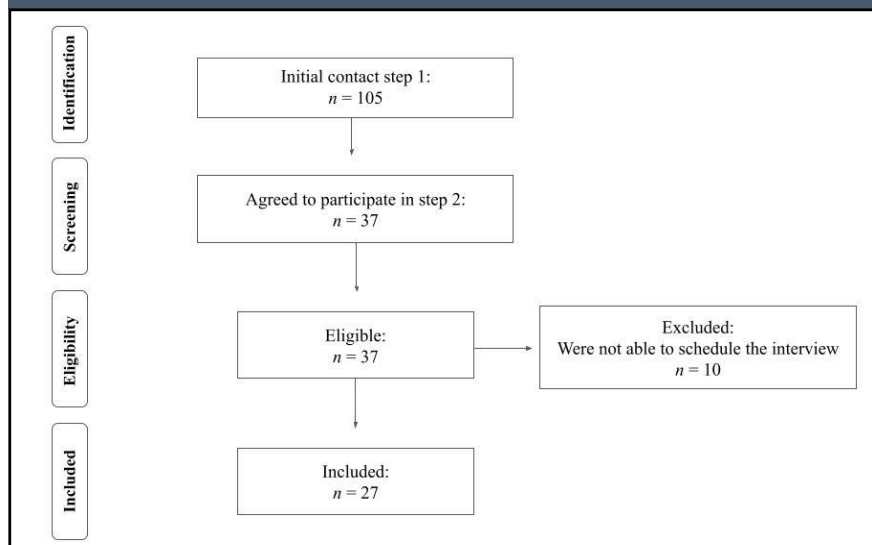 Identification
Initial contact step 1:
n = 105
Screening
Agreed to participate in step 2:
n = 37
Eligibility
Eligible:
n = 37
Excluded:
Were not able to schedule the interview
n = 10
Included
Included:
n = 27